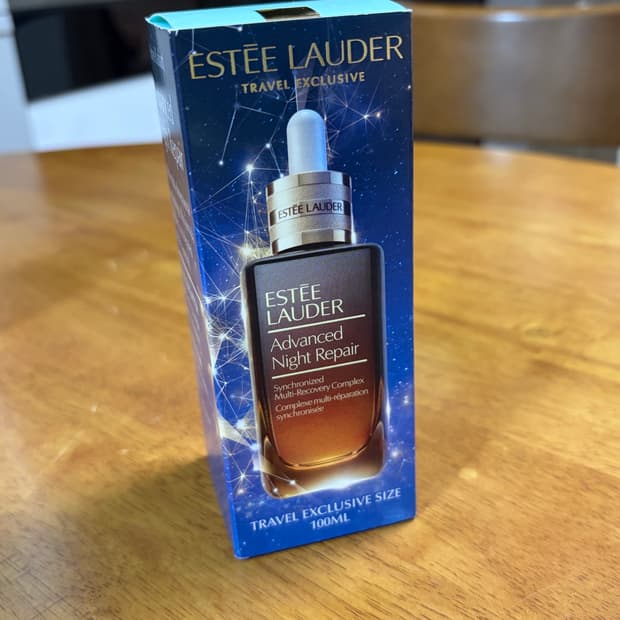 ESTĒE LAUDER
TRAVEL EXCLUSIVE
ESTĒE LAUDER
ESTĒE
LAUDER
Advanced
Night Repair
Synchronized
Multi-Recovery Complex
Complexe multi-réparation
synchronisée
TRAVEL EXCLUSIVE SIZE
100ML